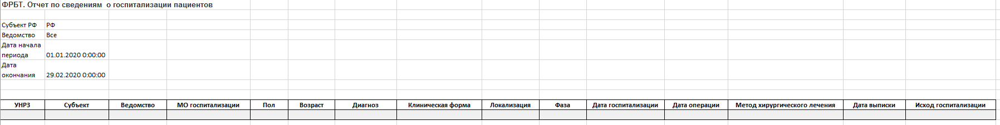 ФРБТ. Отчет по сведениям  о госпитализации пациентов
Субъект РФ РФ
Ведомство Все
Дата начала
периода 01.01.2020 0:00:00
Дата
окончания 29.02.2020 0:00:00
УНРЗ Субъект Ведомство МО госпитализации Пол Возраст Диагноз Клиническая форма Локализация Фаза Дата госпитализации Дата операции Метод хирургического лечения Дата выписки Исход госпитализации